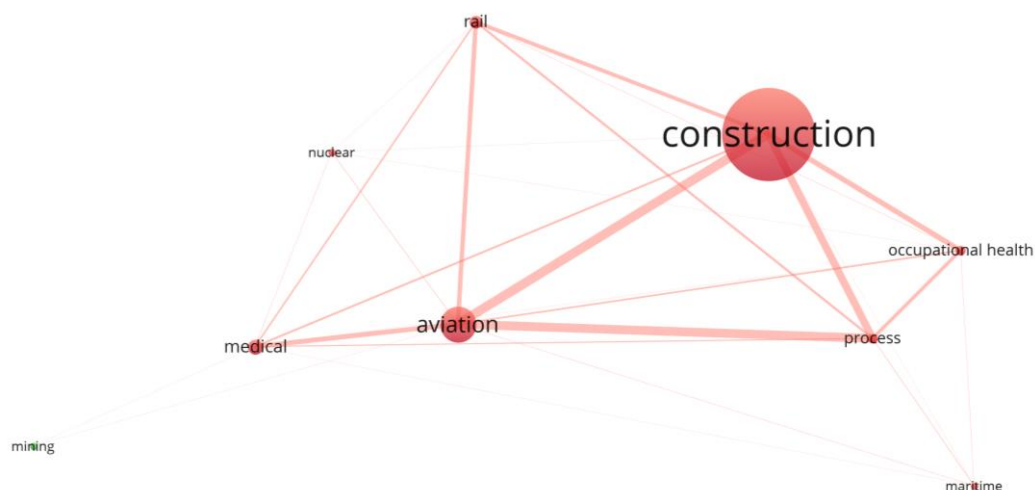 rail
construction
nuclear
occupational health
aviation
process
medical
mining
maritime